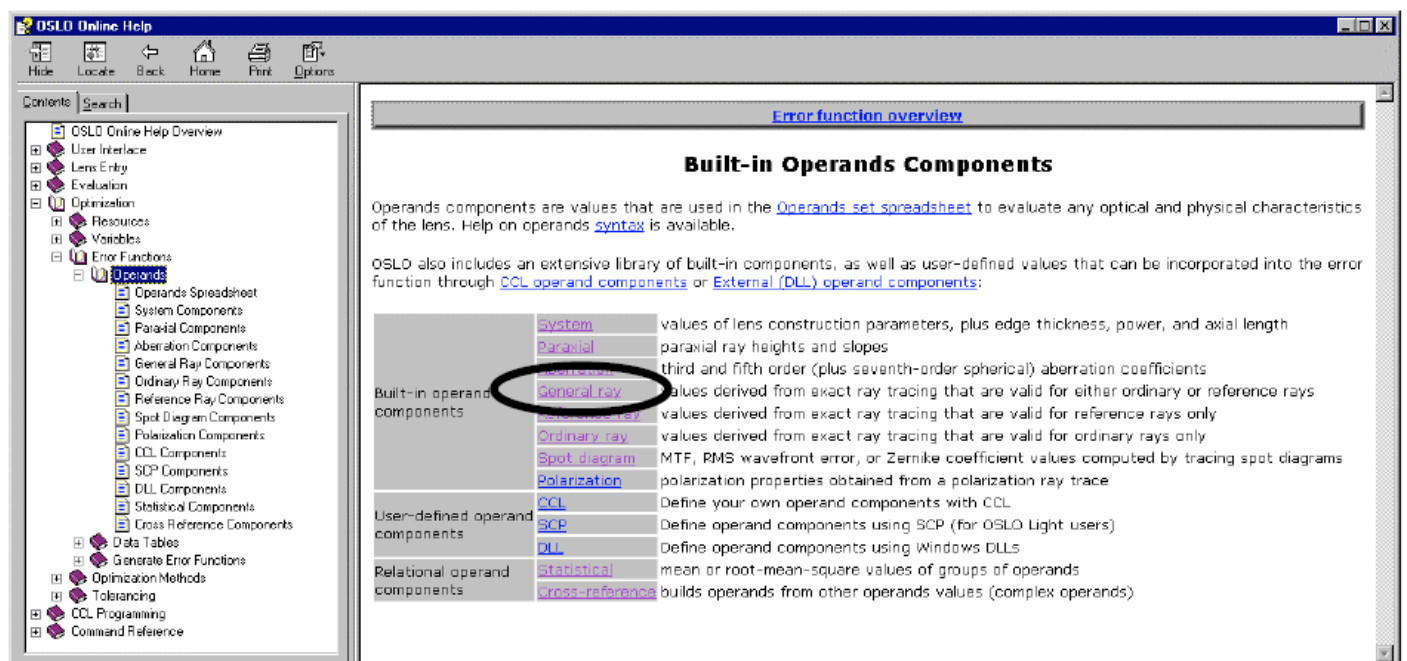 OSLO Online Help
Hide Locate Back Home Print Options
Contents Search
OSLO Online Help Overview
User Interface
Lens Entry
Evaluation
Optimization
Resources
Variables
Error Functions
Operands
Operands Spreadsheet
System Components
Paraxial Components
Aberration Components
General Ray Components
Ordinary Ray Components
Reference Ray Components
Spot Diagram Components
Polarization Components
CCL Components
SCP Components
DLL Components
Statistical Components
Cross Reference Components
Data Tables
Generate Error Functions
Optimization Methods
Tolerancing
CCL Programming
Command Reference
Error function overview
Built-in Operands Components
Operands components are values that are used in the Operands set spreadsheet to evaluate any optical and physical characteristics
of the lens. Help on operands syntax is available.
OSLO also includes an extensive library of built-in components, as well as user-defined values that can be incorporated into the error
function through CCL operand components or External (DLL) operand components:
Built-in operand
components
System values of lens construction parameters, plus edge thickness, power, and axial length
Paraxial paraxial ray heights and slopes
Aberration third and fifth order (plus seventh-order spherical) aberration coefficients
General ray values derived from exact ray tracing that are valid for either ordinary or reference rays
Reference ray values derived from exact ray tracing that are valid for reference rays only
Ordinary ray values derived from exact ray tracing that are valid for ordinary rays only
Spot diagram MTF, RMS wavefront error, or Zernike coefficient values computed by tracing spot diagrams
Polarization polarization properties obtained from a polarization ray trace
User-defined operand
components
CCL Define your own operand components with CCL
SCP Define operand components using SCP (for OSLO Light users)
DLL Define operand components using Windows DLLs
Relational operand
components
Statistical mean or root-mean-square values of groups of operands
Cross-reference builds operands from other operands values (complex operands)